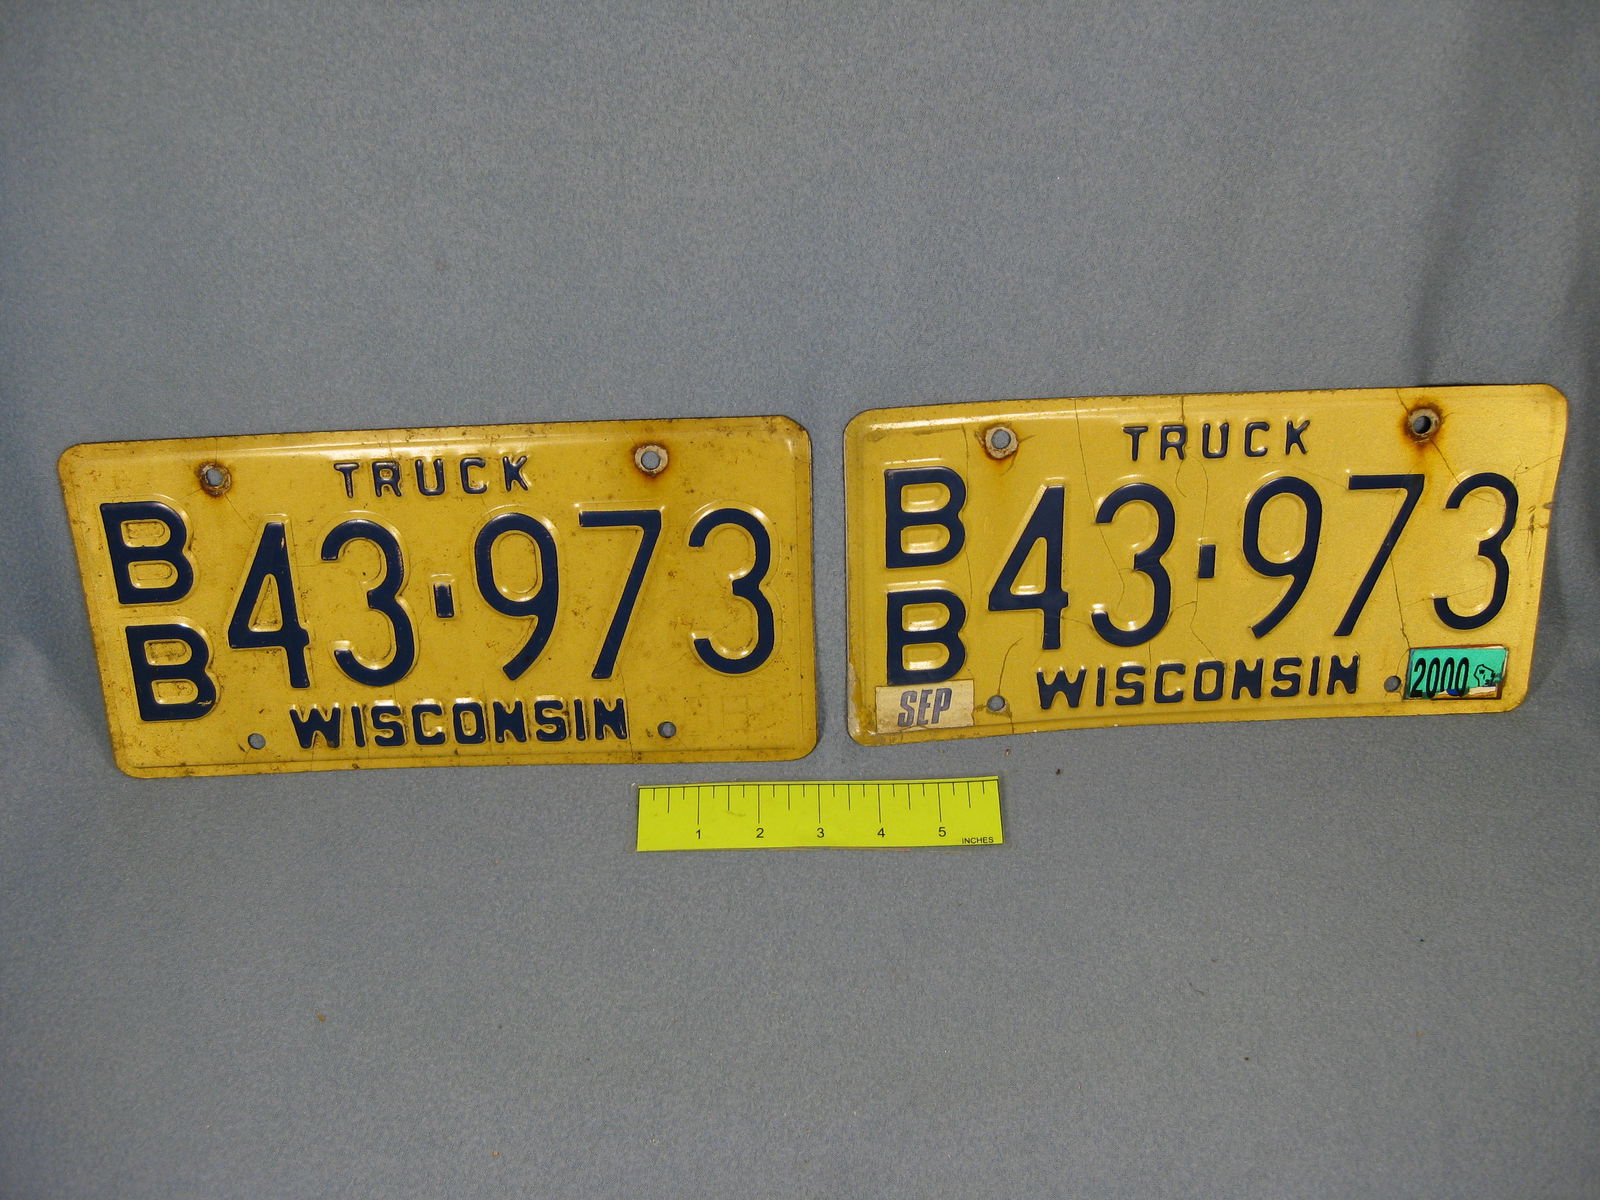 TRUCK
BB 43-973
WISCONSIN
TRUCK
BB 43-973
SEP
WISCONSIN
2000
1 2 3 4 5 INCHES